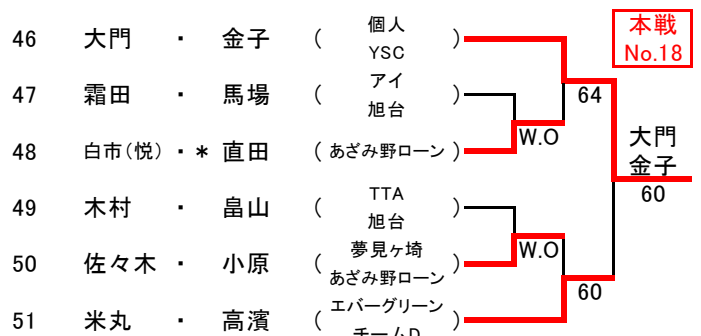 本戦
No.18
46 大門 ・ 金子 ( 個人 YSC )
47 霜田 ・ 馬場 ( アイ 旭台 )
64
48 白市(悦) ・ * 直田 ( あざみ野ローン )
W.O
大門
金子
60
49 木村 ・ 畠山 ( TTA 旭台 )
50 佐々木 ・ 小原 ( 夢見ヶ埼 あざみ野ローン )
W.O
60
51 米丸 ・ 高濱 ( エバーグリーン チームD )